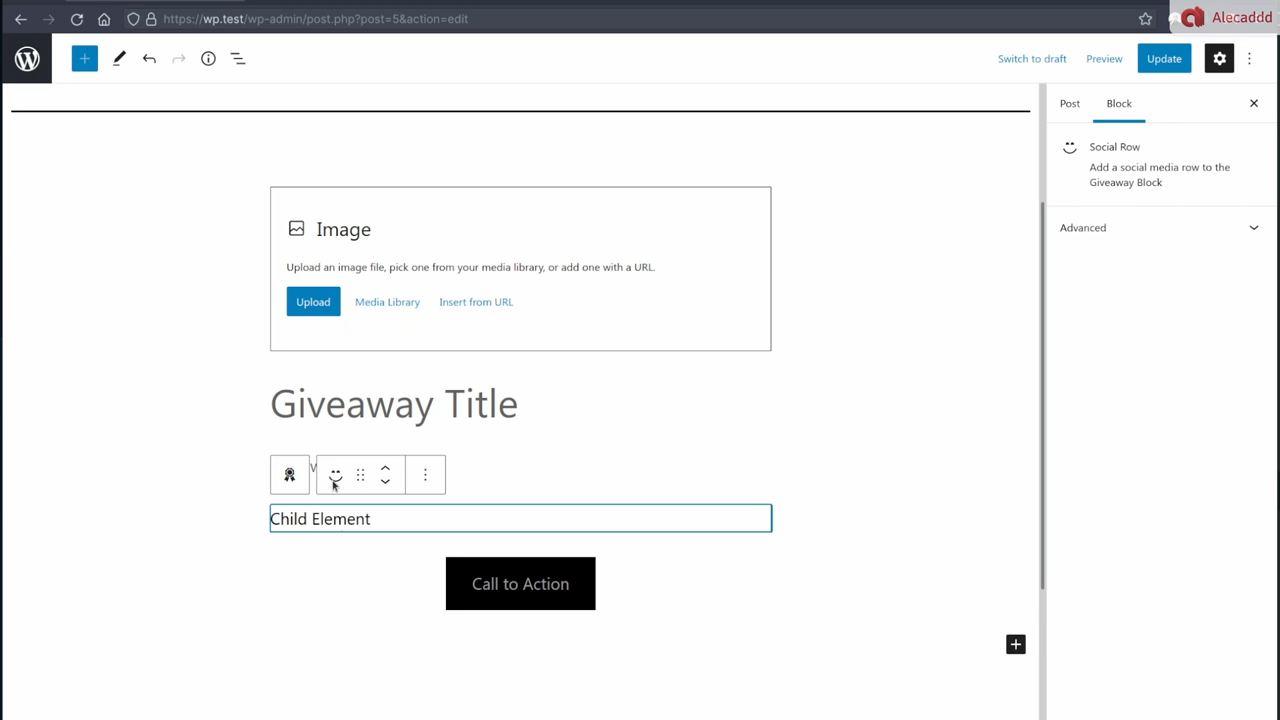 https://wp.test/wp-admin/post.php?post=5&action=edit
Alecaddd
Switch to draft
Preview
Update
Post
Block
Social Row
Add a social media row to the
Giveaway Block
Advanced
Image
Upload an image file, pick one from your media library, or add one with a URL.
Upload
Media Library
Insert from URL
Giveaway Title
Child Element
Call to Action